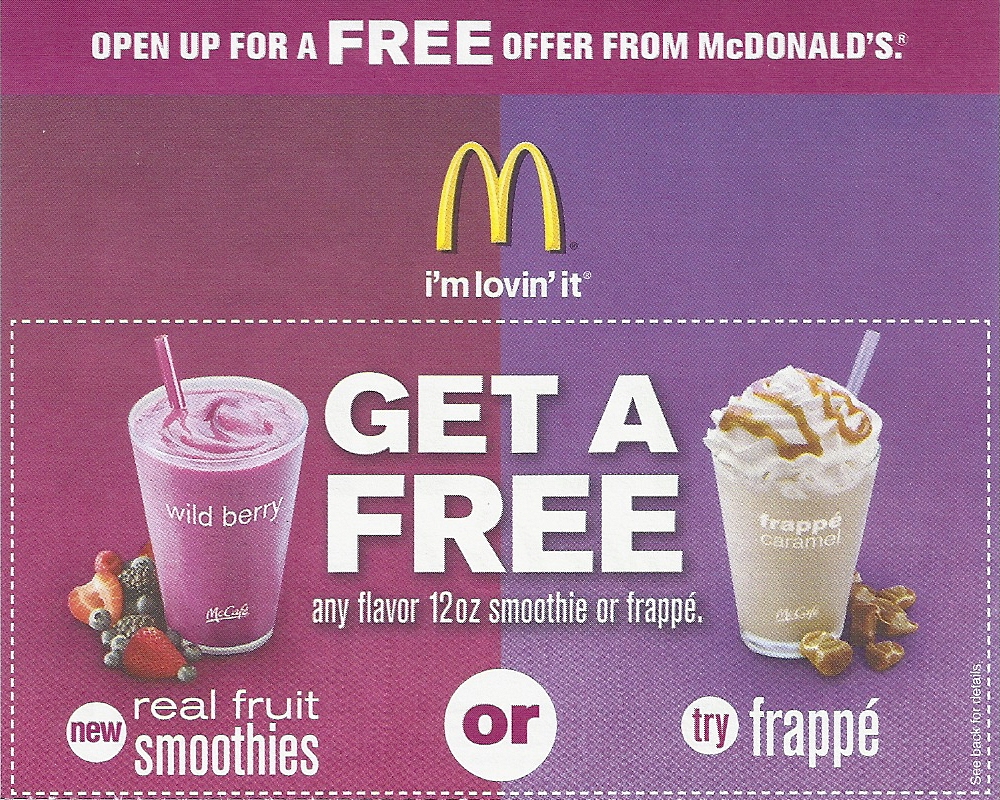 OPEN UP FOR A FREE OFFER FROM McDONALD'S.®
M®
i'm lovin' it®
GET A
FREE
any flavor 12oz smoothie or frappé.
wild berry
McCafé
frappé
caramel
McCafé
new real fruit
smoothies
or
try frappé
See back for details.